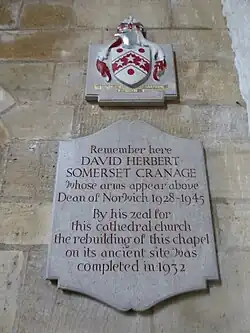 Remember here
DAVID HERBERT
SOMERSET CRANAGE
whose arms appear above
Dean of Norwich 1928-1945
By his zeal for
this cathedral church
the rebuilding of this chapel
on its ancient site was
completed in 1932